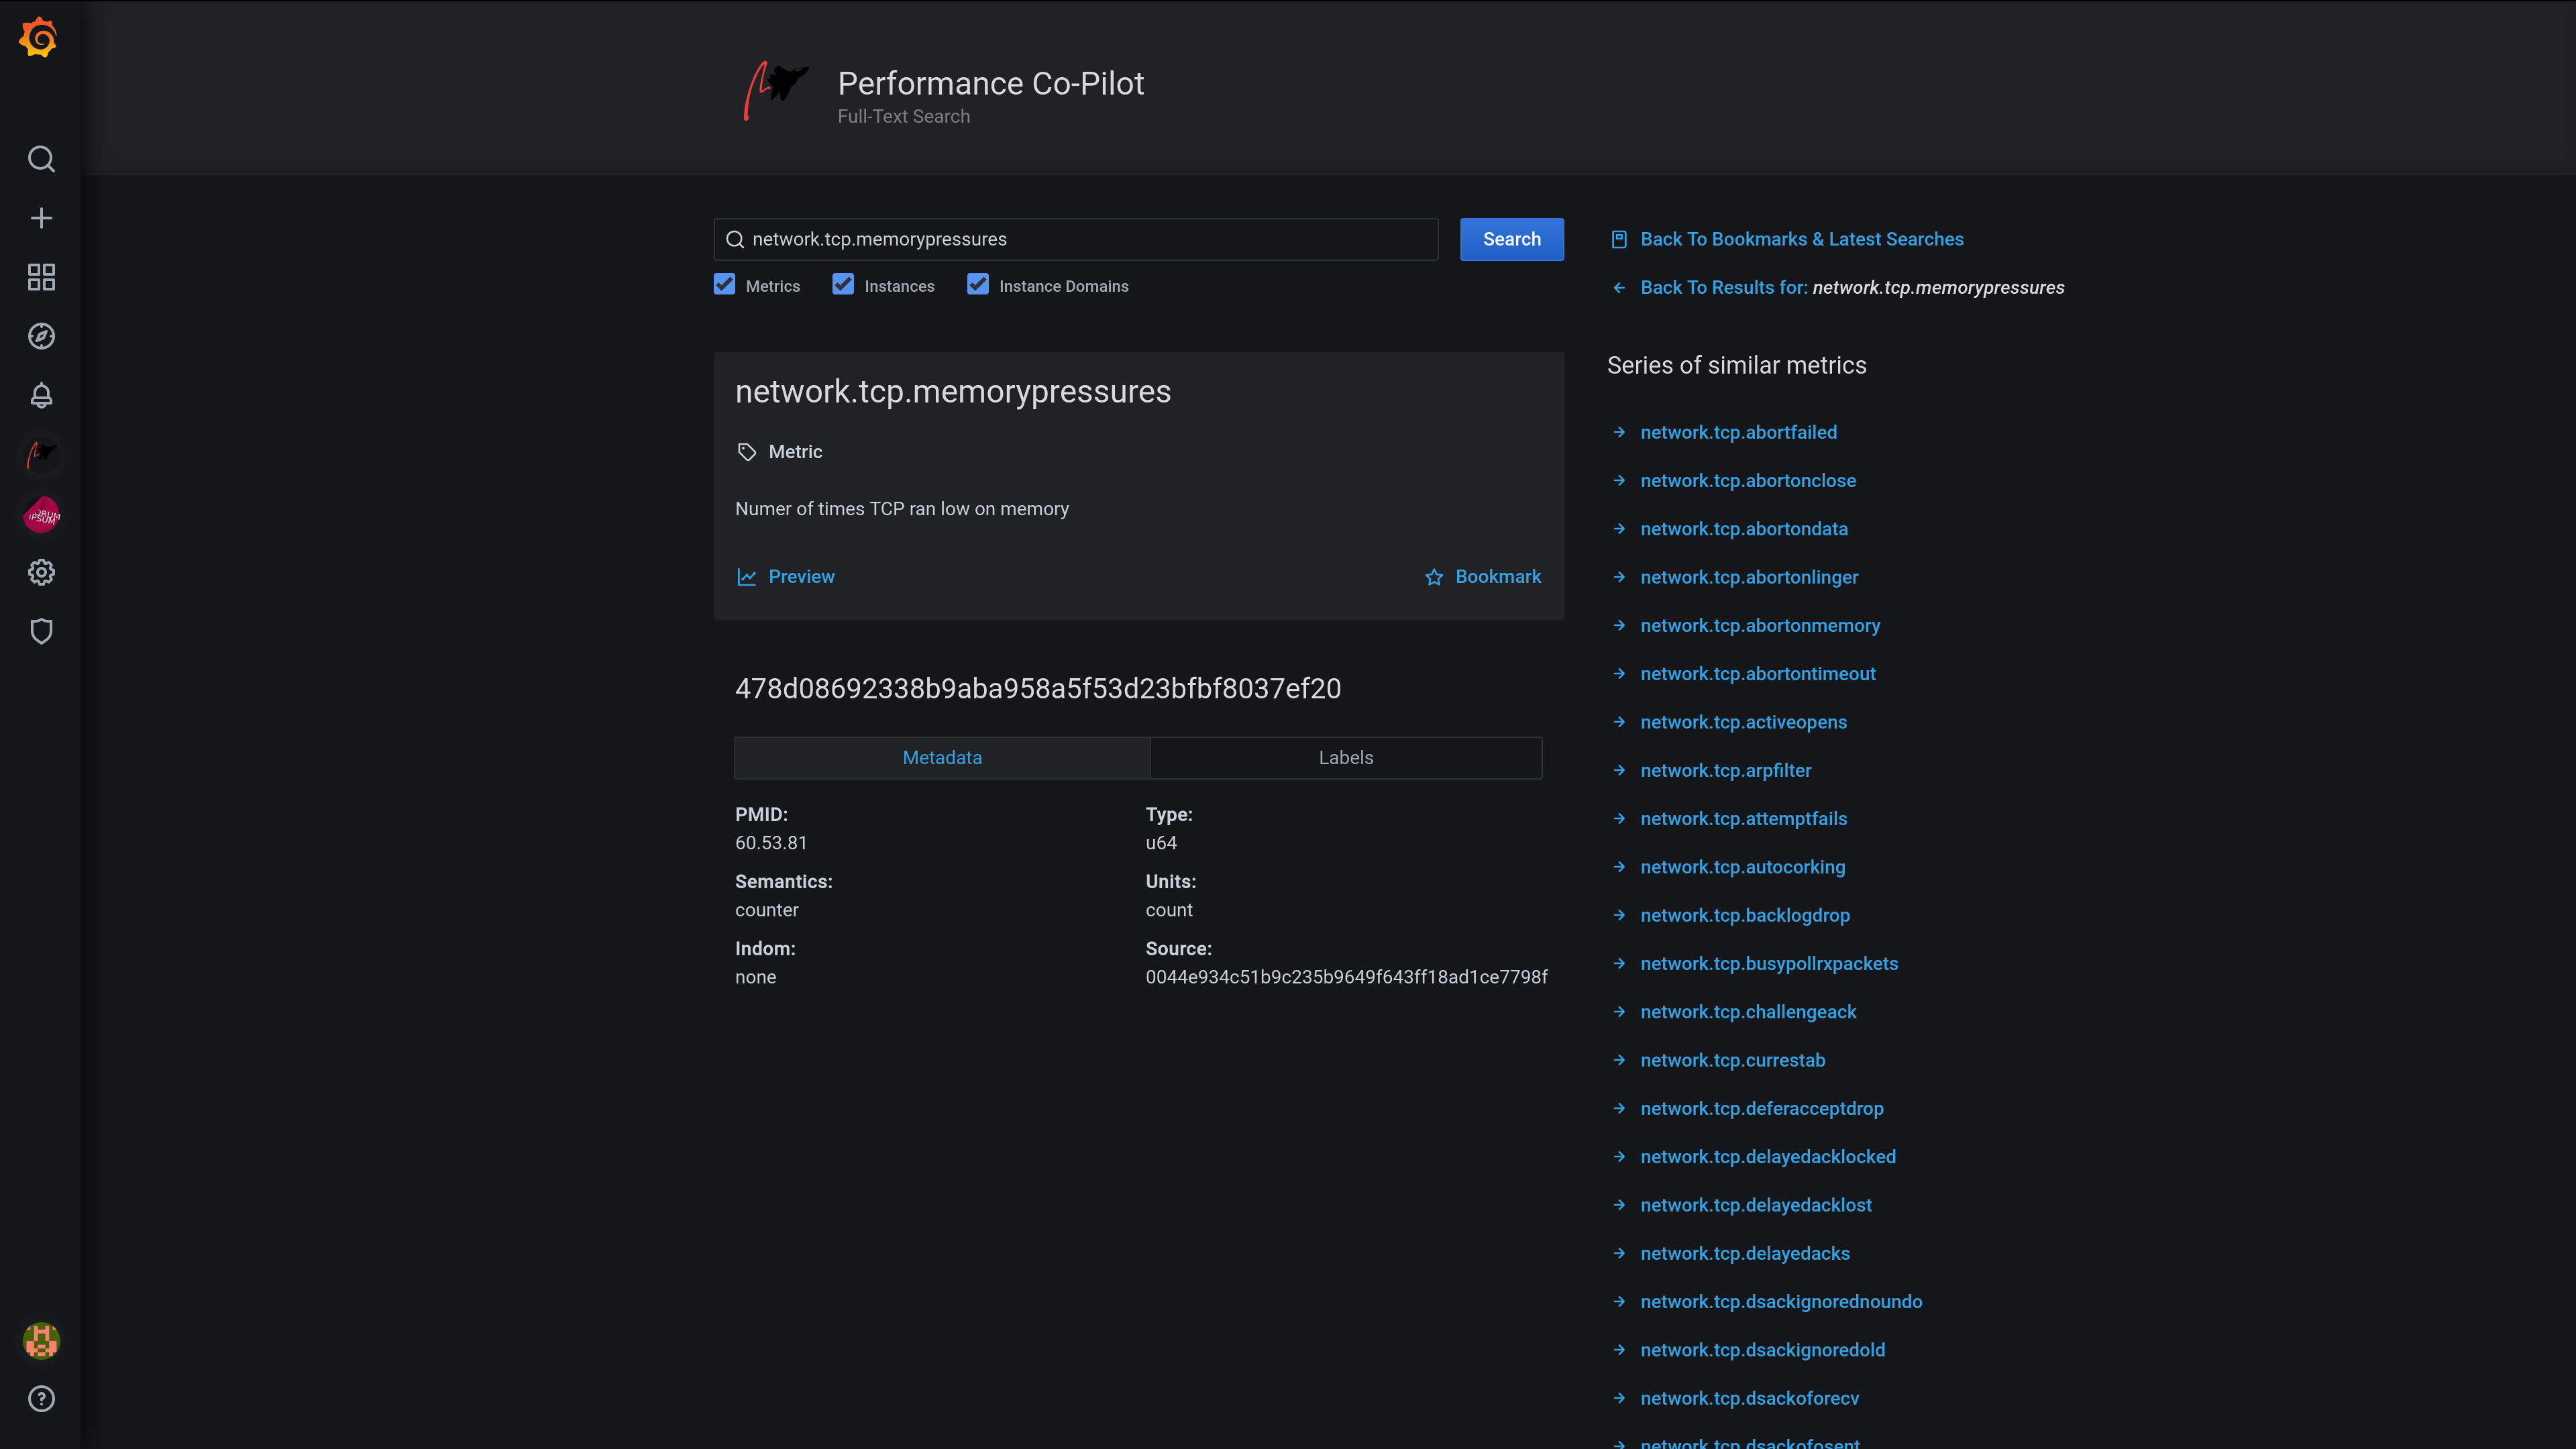 Performance Co-Pilot
Full-Text Search
network.tcp.memorypressures
Search
Metrics
Instances
Instance Domains
Back To Bookmarks & Latest Searches
Back To Results for: network.tcp.memorypressures
network.tcp.memorypressures
Metric
Numer of times TCP ran low on memory
Preview
Bookmark
478d08692338b9aba958a5f53d23bfbf8037ef20
Metadata
Labels
PMID:
60.53.81
Type:
u64
Semantics:
counter
Units:
count
Indom:
none
Source:
0044e934c51b9c235b9649f643ff18ad1ce7798f
Series of similar metrics
network.tcp.abortfailed
network.tcp.abortonclose
network.tcp.abortondata
network.tcp.abortonlinger
network.tcp.abortonmemory
network.tcp.abortontimeout
network.tcp.activeopens
network.tcp.arpfilter
network.tcp.attemptfails
network.tcp.autocorking
network.tcp.backlogdrop
network.tcp.busypollrxpackets
network.tcp.challengeack
network.tcp.currestab
network.tcp.deferacceptdrop
network.tcp.delayedacklocked
network.tcp.delayedacklost
network.tcp.delayedacks
network.tcp.dsackignorednoundo
network.tcp.dsackignoredold
network.tcp.dsackoforecv
network.tcp.dsackofosent